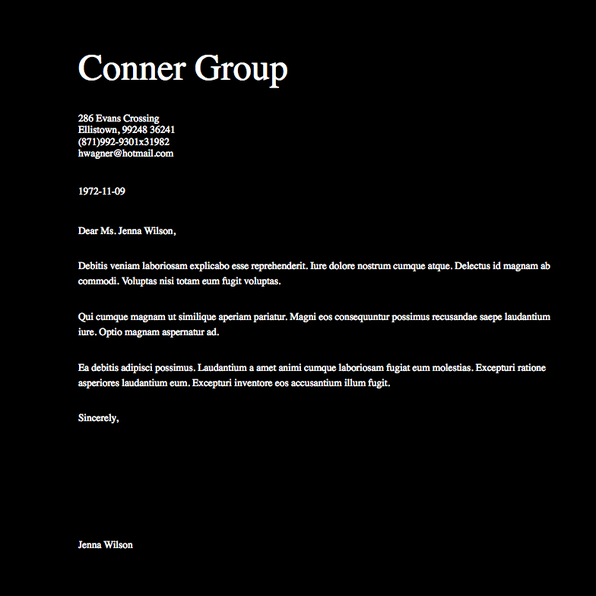 Conner Group
286 Evans Crossing
Ellistown, 99248 36241
(871)992-9301x31982
hwagner@hotmail.com
1972-11-09
Dear Ms. Jenna Wilson,
Debitis veniam laboriosam explicabo esse reprehenderit. Iure dolore nostrum cumque atque. Delectus id magnam ab
commodi. Voluptas nisi totam eum fugit voluptas.
Qui cumque magnam ut similique aperiam pariatur. Magni eos consequuntur possimus recusandae saepe laudantium
iure. Optio magnam aspernatur ad.
Ea debitis adipisci possimus. Laudantium a amet animi cumque laboriosam fugiat eum molestias. Excepturi ratione
asperiores laudantium eum. Excepturi inventore eos accusantium illum fugit.
Sincerely,
Jenna Wilson